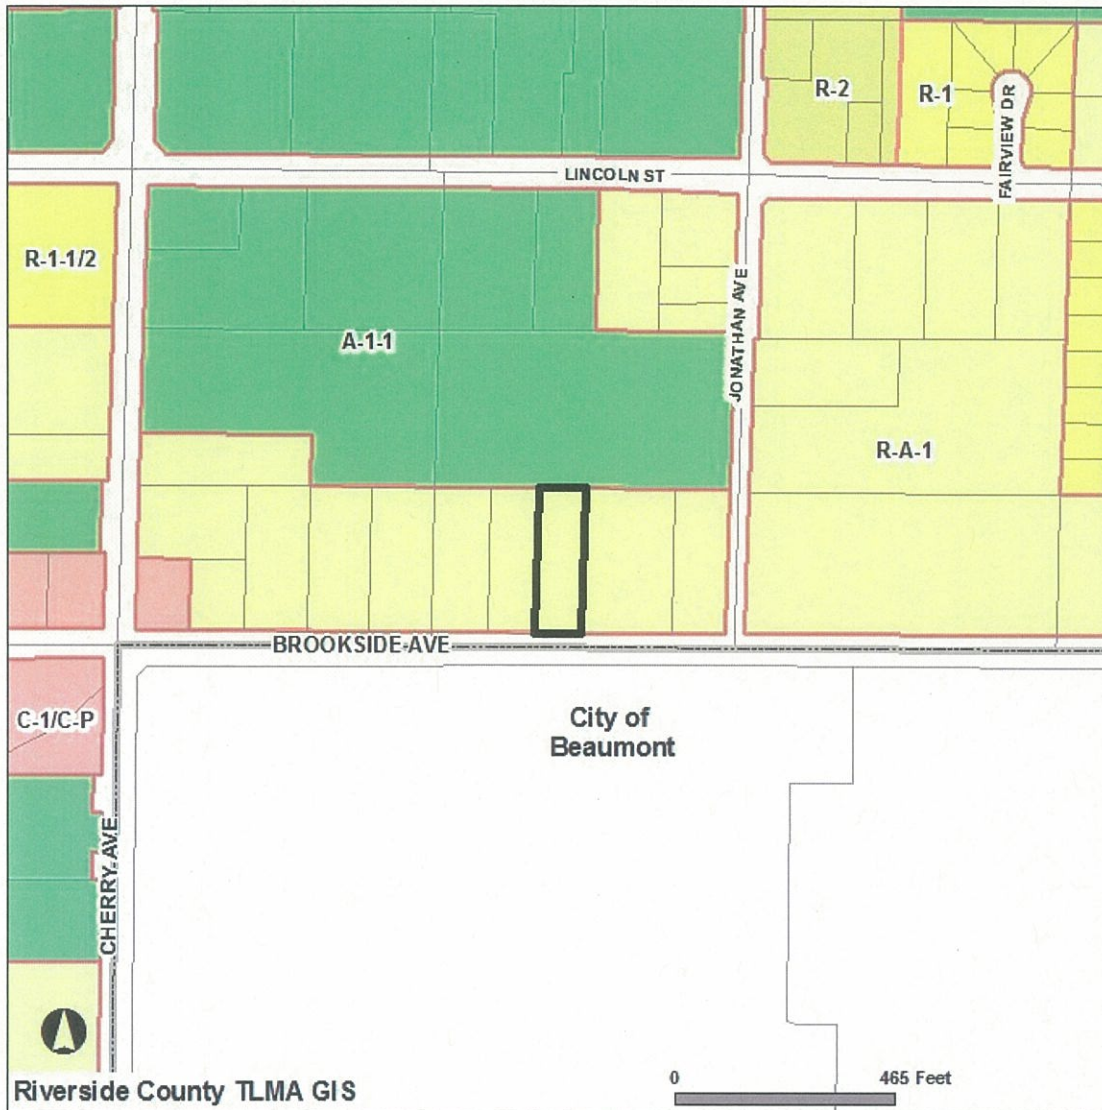 R-2
R-1
FAIRVIEW DR
LINCOLN ST
R-1-1/2
A-1-1
JONATHAN AVE
R-A-1
BROOKSIDE AVE
C-1/C-P
City of
Beaumont
CHERRY AVE
0 465 Feet
Riverside County TLMA GIS